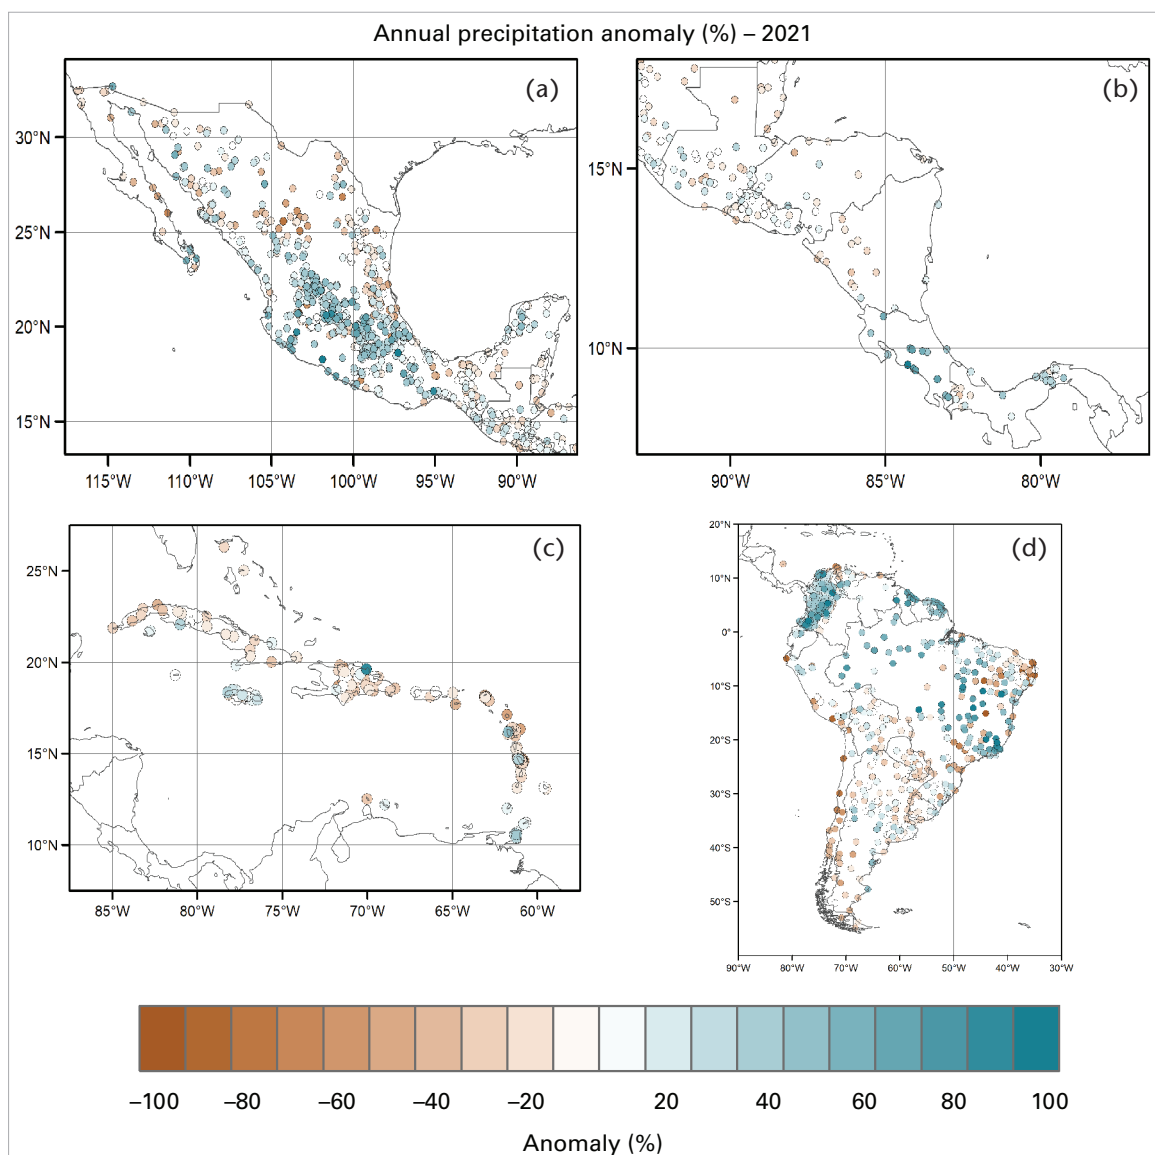 Annual precipitation anomaly (%) – 2021
(a)
30°N
25°N
20°N
15°N
115°W 110°W 105°W 100°W 95°W 90°W
(b)
15°N
10°N
90°W 85°W 80°W
(c)
25°N
20°N
15°N
10°N
85°W 80°W 75°W 70°W 65°W 60°W
(d)
20°N
10°N
0°
10°S
20°S
30°S
40°S
50°S
90°W 80°W 70°W 60°W 50°W 40°W 30°W
–100 –80 –60 –40 –20 20 40 60 80 100
Anomaly (%)